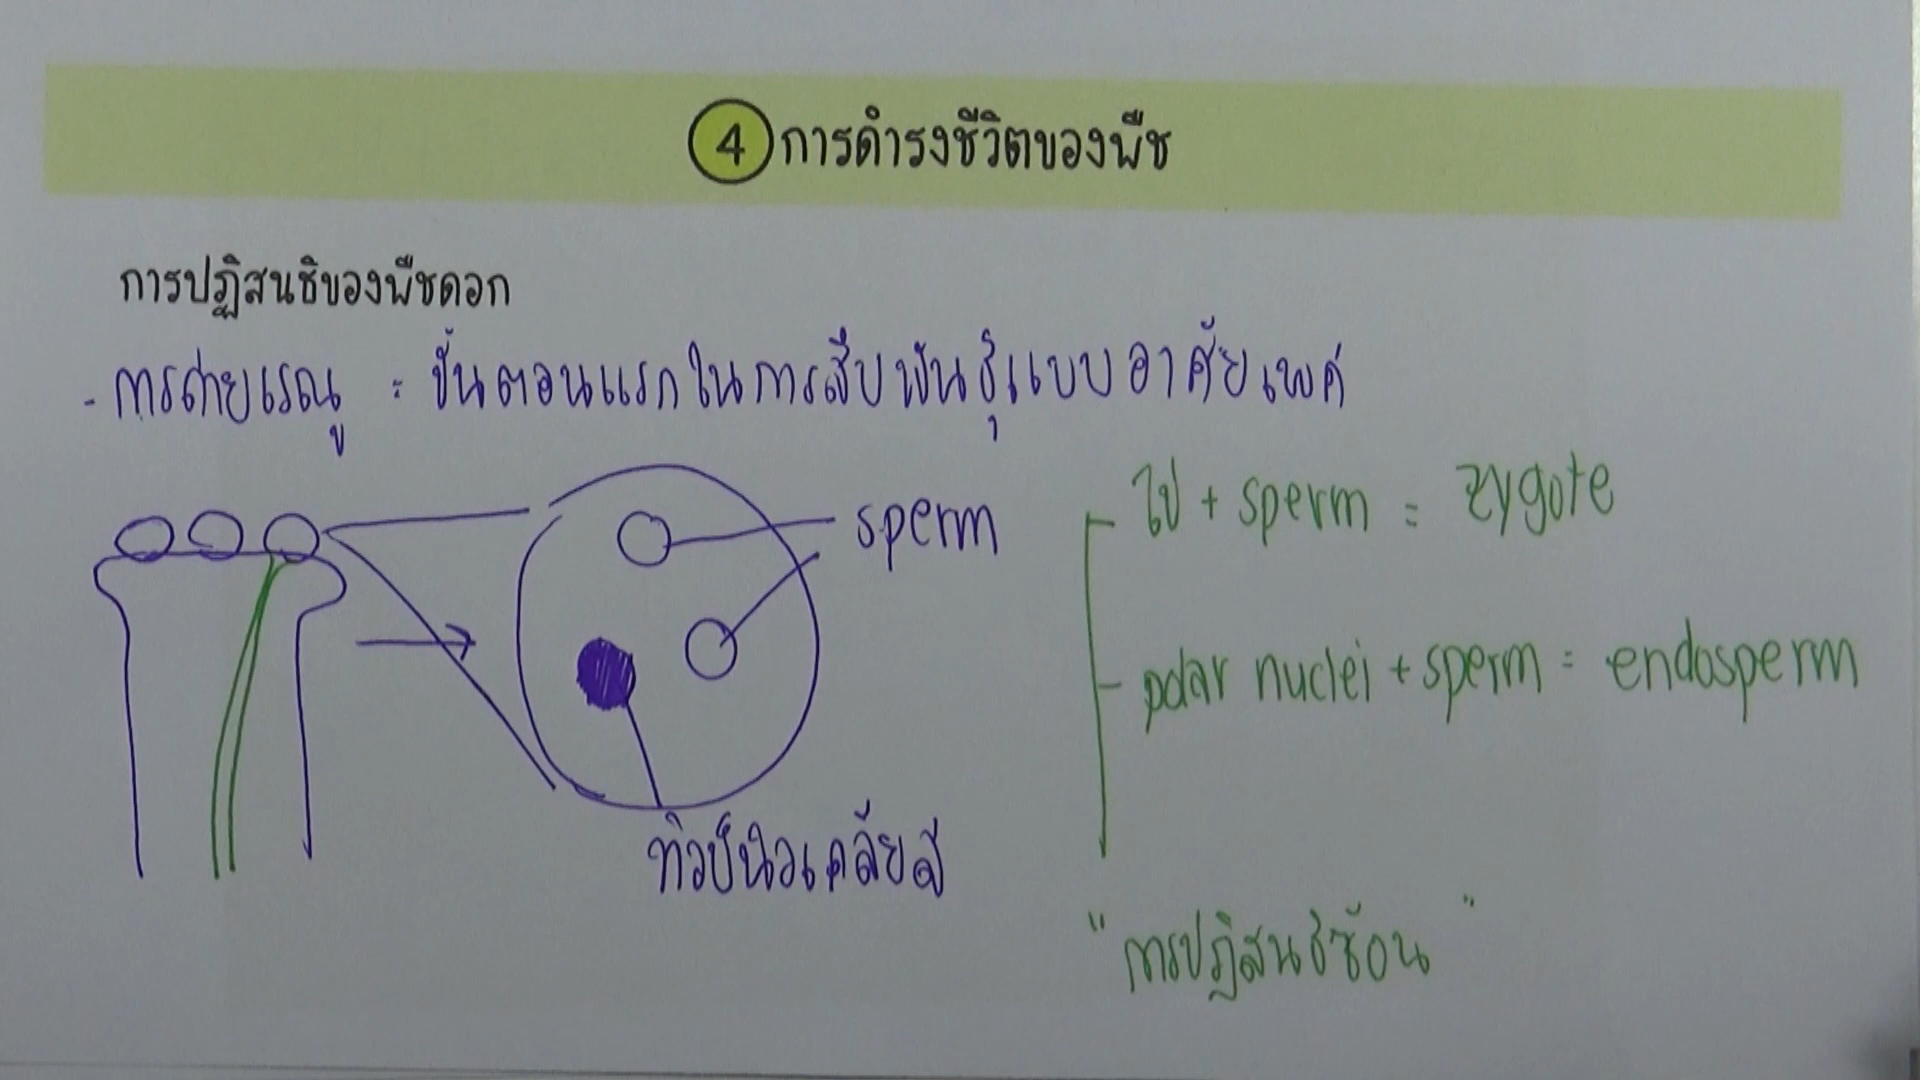 4 การดำรงชีวิตของพืช
การปฏิสนธิของพืชดอก
- การถ่ายเรณู = ขั้นตอนแรกในการสืบพันธุ์แบบอาศัยเพศ
sperm
ทิวป์นิวเคลียส
ไข่ + sperm = zygote
polar nuclei + sperm = endosperm
"การปฏิสนธิซ้อน"